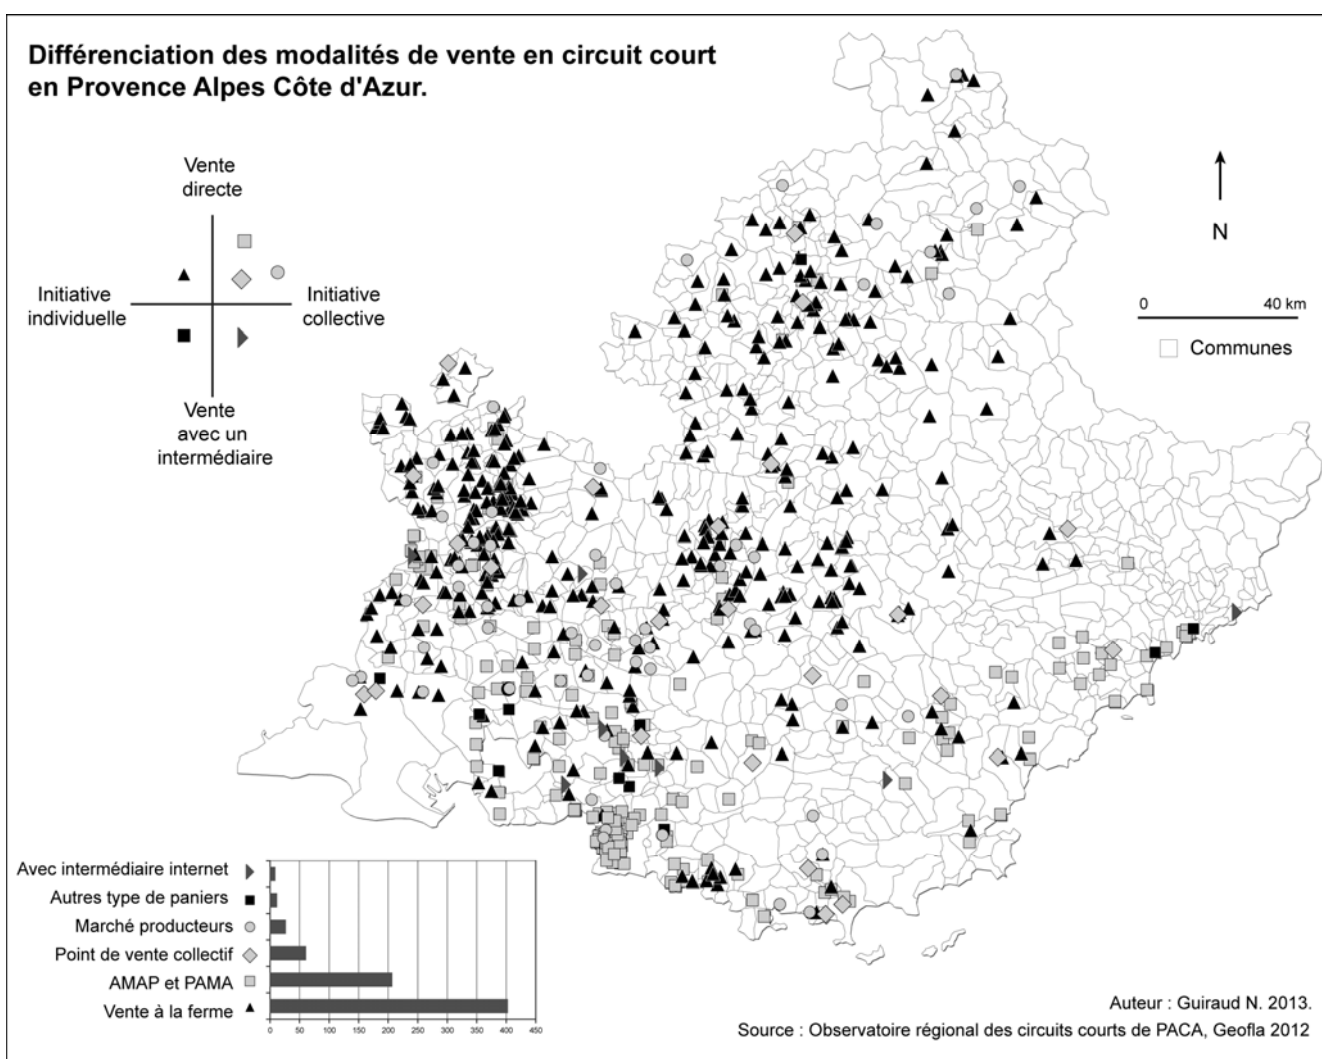 Différenciation des modalités de vente en circuit court
en Provence Alpes Côte d'Azur.
Vente
directe
Initiative
individuelle
Initiative
collective
Vente
avec un
intermédiaire
N
0 40 km
Communes
Avec intermédiaire internet
Autres type de paniers
Marché producteurs
Point de vente collectif
AMAP et PAMA
Vente à la ferme
0 50 100 150 200 250 300 350 400 450
Auteur : Guiraud N. 2013.
Source : Observatoire régional des circuits courts de PACA, Geofla 2012